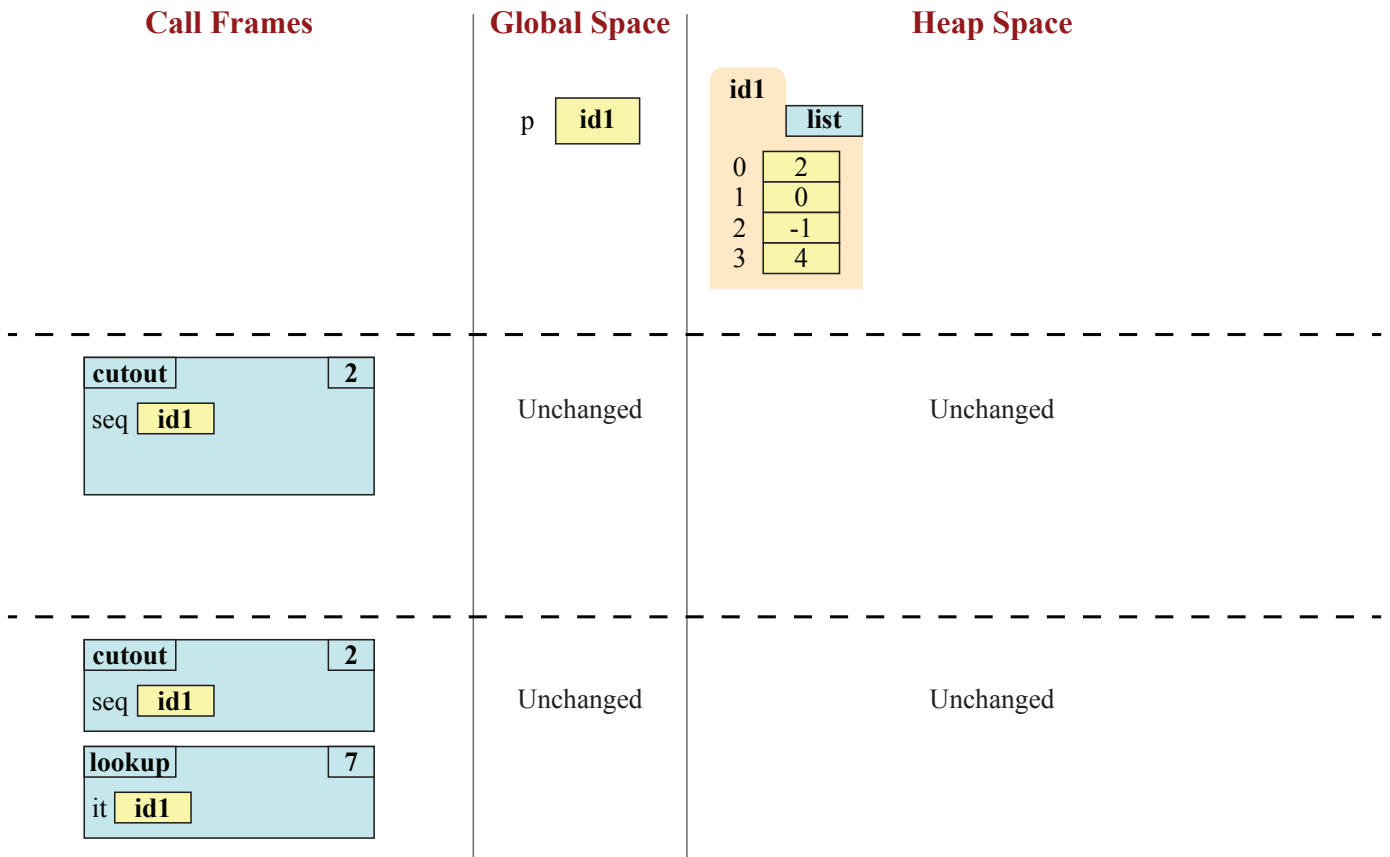 Call Frames Global Space Heap Space
id1
p id1
list
0 2
1 0
2 -1
3 4
cutout 2
seq id1
Unchanged
Unchanged
cutout 2
seq id1
Unchanged
Unchanged
lookup 7
it id1